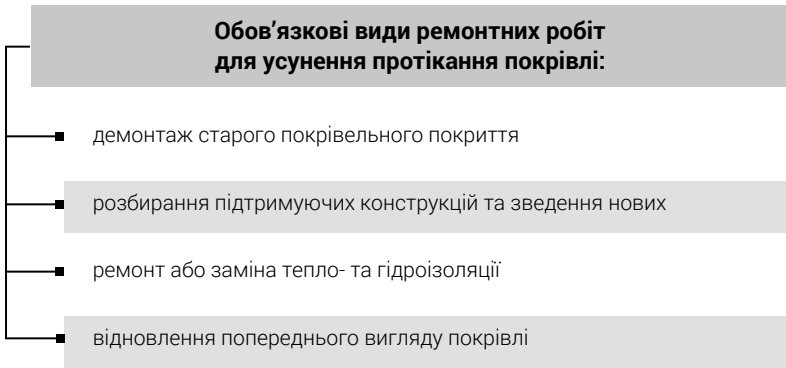 Обов’язкові види ремонтних робіт
для усунення протікання покрівлі:
демонтаж старого покрівельного покриття
розбирання підтримуючих конструкцій та зведення нових
ремонт або заміна тепло- та гідроізоляції
відновлення попереднього вигляду покрівлі